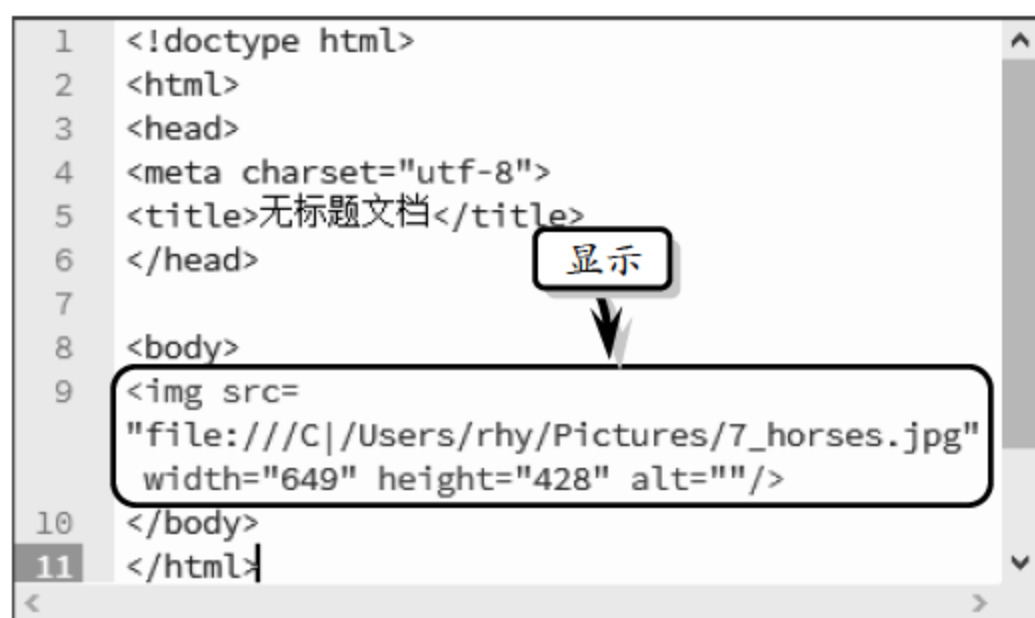 1 <!doctype html>
2 <html>
3 <head>
4 <meta charset="utf-8">
5 <title>无标题文档</title>
6 </head>
显示
7
8 <body>
9 <img src=
"file:///C|/Users/rhy/Pictures/7_horses.jpg"
width="649" height="428" alt=""/>
10 </body>
11 </html>